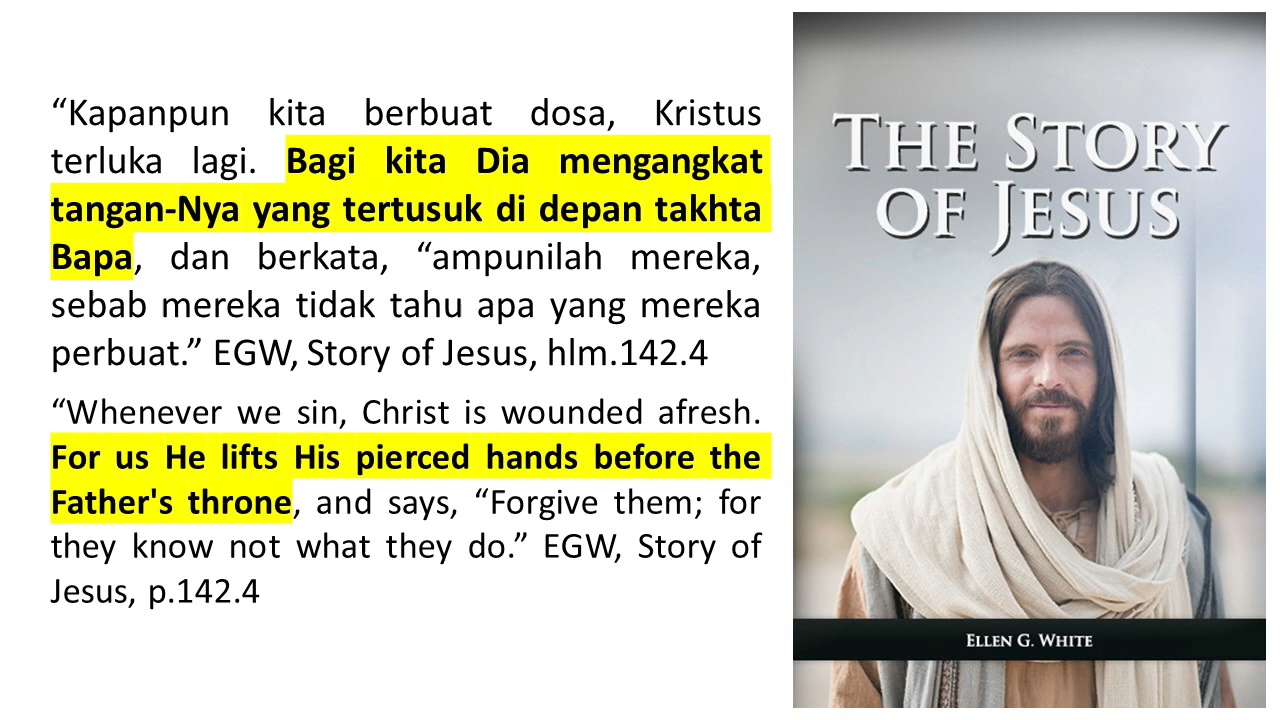 “Kapanpun kita berbuat dosa, Kristus
terluka lagi. Bagi kita Dia mengangkat
tangan-Nya yang tertusuk di depan takhta
Bapa, dan berkata, “ampunilah mereka,
sebab mereka tidak tahu apa yang mereka
perbuat.” EGW, Story of Jesus, hlm.142.4
“Whenever we sin, Christ is wounded afresh.
For us He lifts His pierced hands before the
Father's throne, and says, “Forgive them; for
they know not what they do.” EGW, Story of
Jesus, p.142.4
THE STORY
OF JESUS
ELLEN G. WHITE